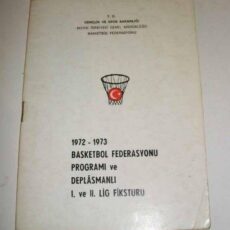 T. C.
GENÇLİK VE SPOR BAKANLIĞI
BEDEN TERBİYESİ GENEL MÜDÜRLÜĞÜ
BASKETBOL FEDERASYONU
1972 - 1973
BASKETBOL FEDERASYONU
PROGRAMI ve
DEPLÂSMANLI
I. ve II. LİG FİKSTÜRÜ